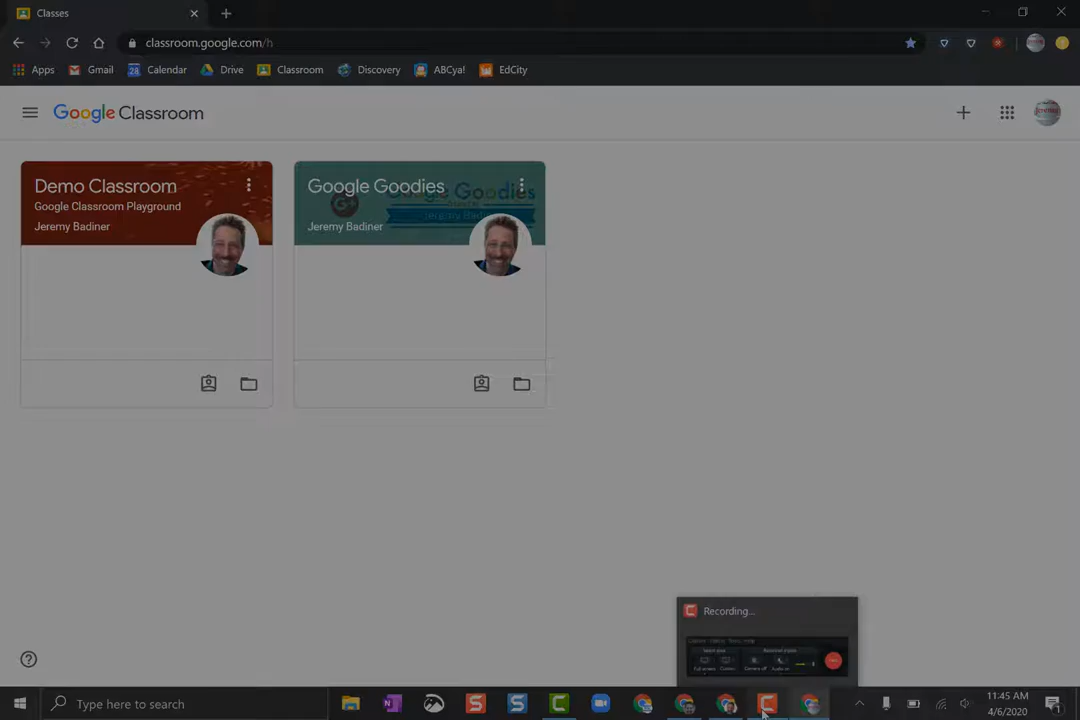 Classes
classroom.google.com/h
Apps Gmail 28 Calendar Drive Classroom Discovery ABCya! EdCity
Google Classroom
Demo Classroom
Google Classroom Playground
Jeremy Badiner
Google Goodies
Jeremy Badiner
Recording...
Type here to search
11:45 AM
4/6/2020